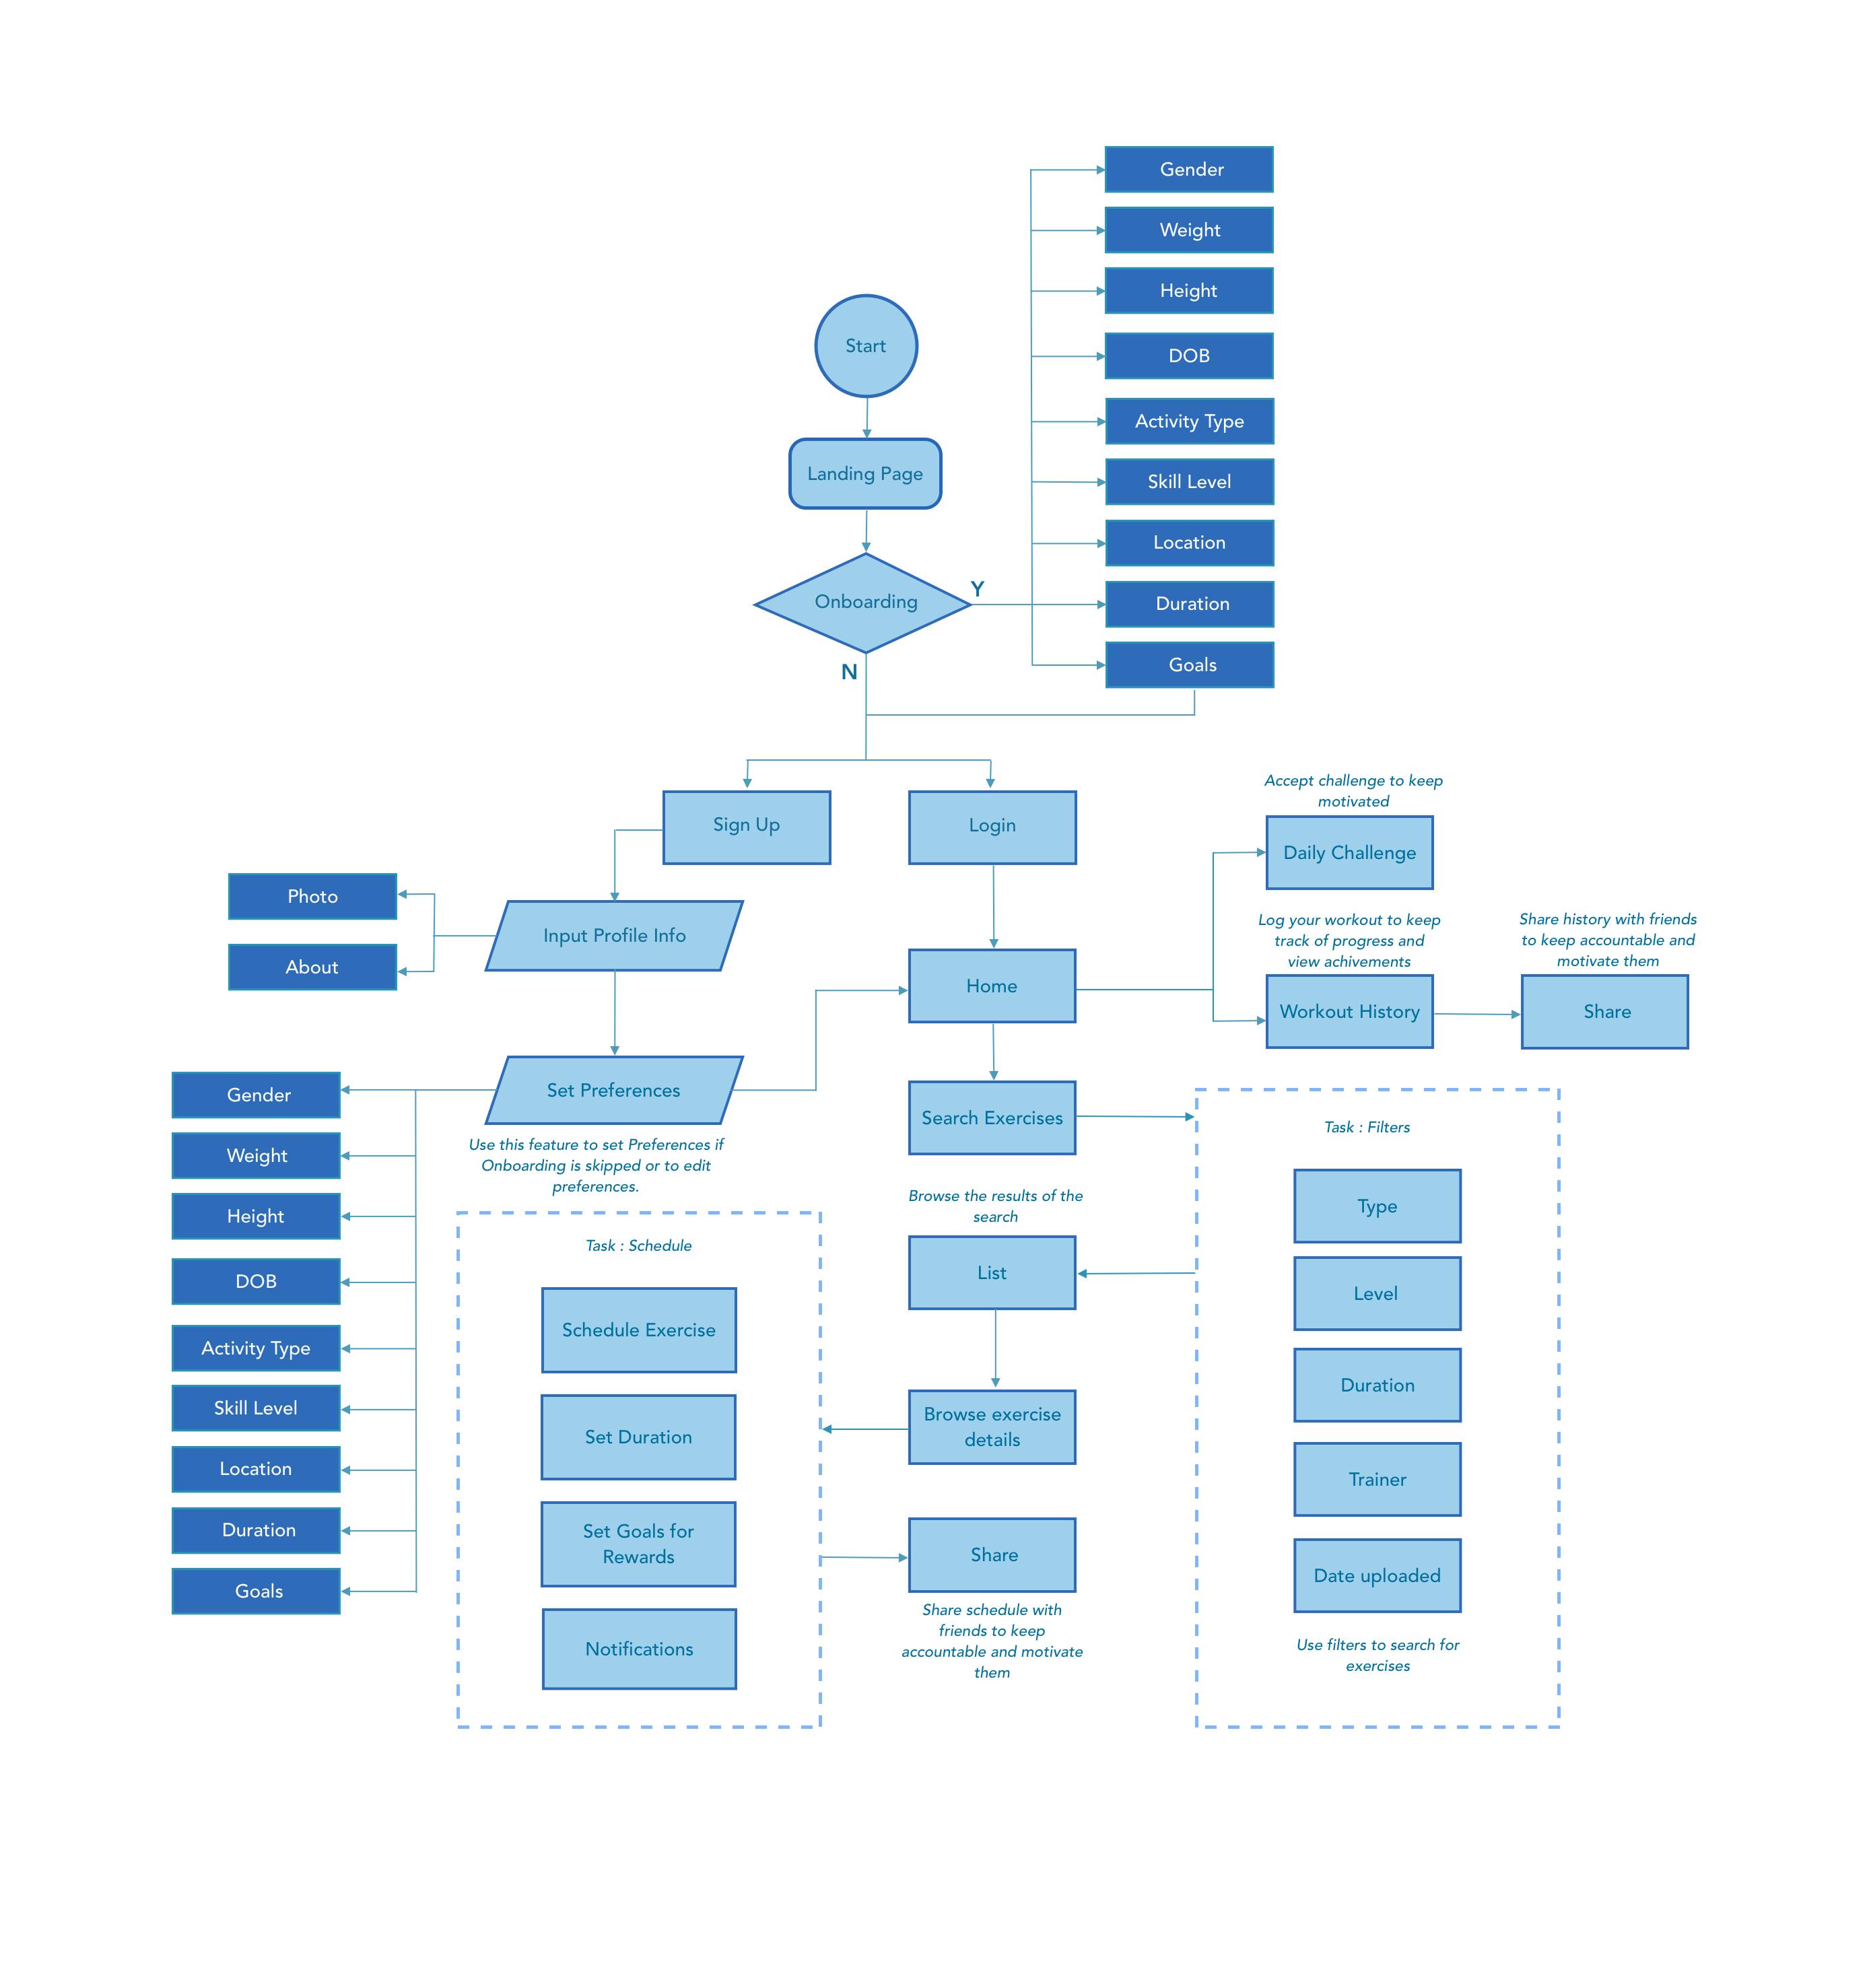 Gender
Weight
Height
DOB
Activity Type
Skill Level
Location
Duration
Goals
Start
Landing Page
Onboarding
Y
N
Sign Up
Login
Accept challenge to keep
motivated
Daily Challenge
Log your workout to keep
track of progress and
view achivements
Workout History
Share history with friends
to keep accountable and
motivate them
Share
Photo
About
Input Profile Info
Home
Set Preferences
Use this feature to set Preferences if
Onboarding is skipped or to edit
preferences.
Gender
Weight
Height
DOB
Activity Type
Skill Level
Location
Duration
Goals
Search Exercises
Task : Filters
Type
Level
Duration
Trainer
Date uploaded
Use filters to search for
exercises
Browse the results of the
search
List
Browse exercise
details
Task : Schedule
Schedule Exercise
Set Duration
Set Goals for
Rewards
Notifications
Share
Share schedule with
friends to keep
accountable and motivate
them